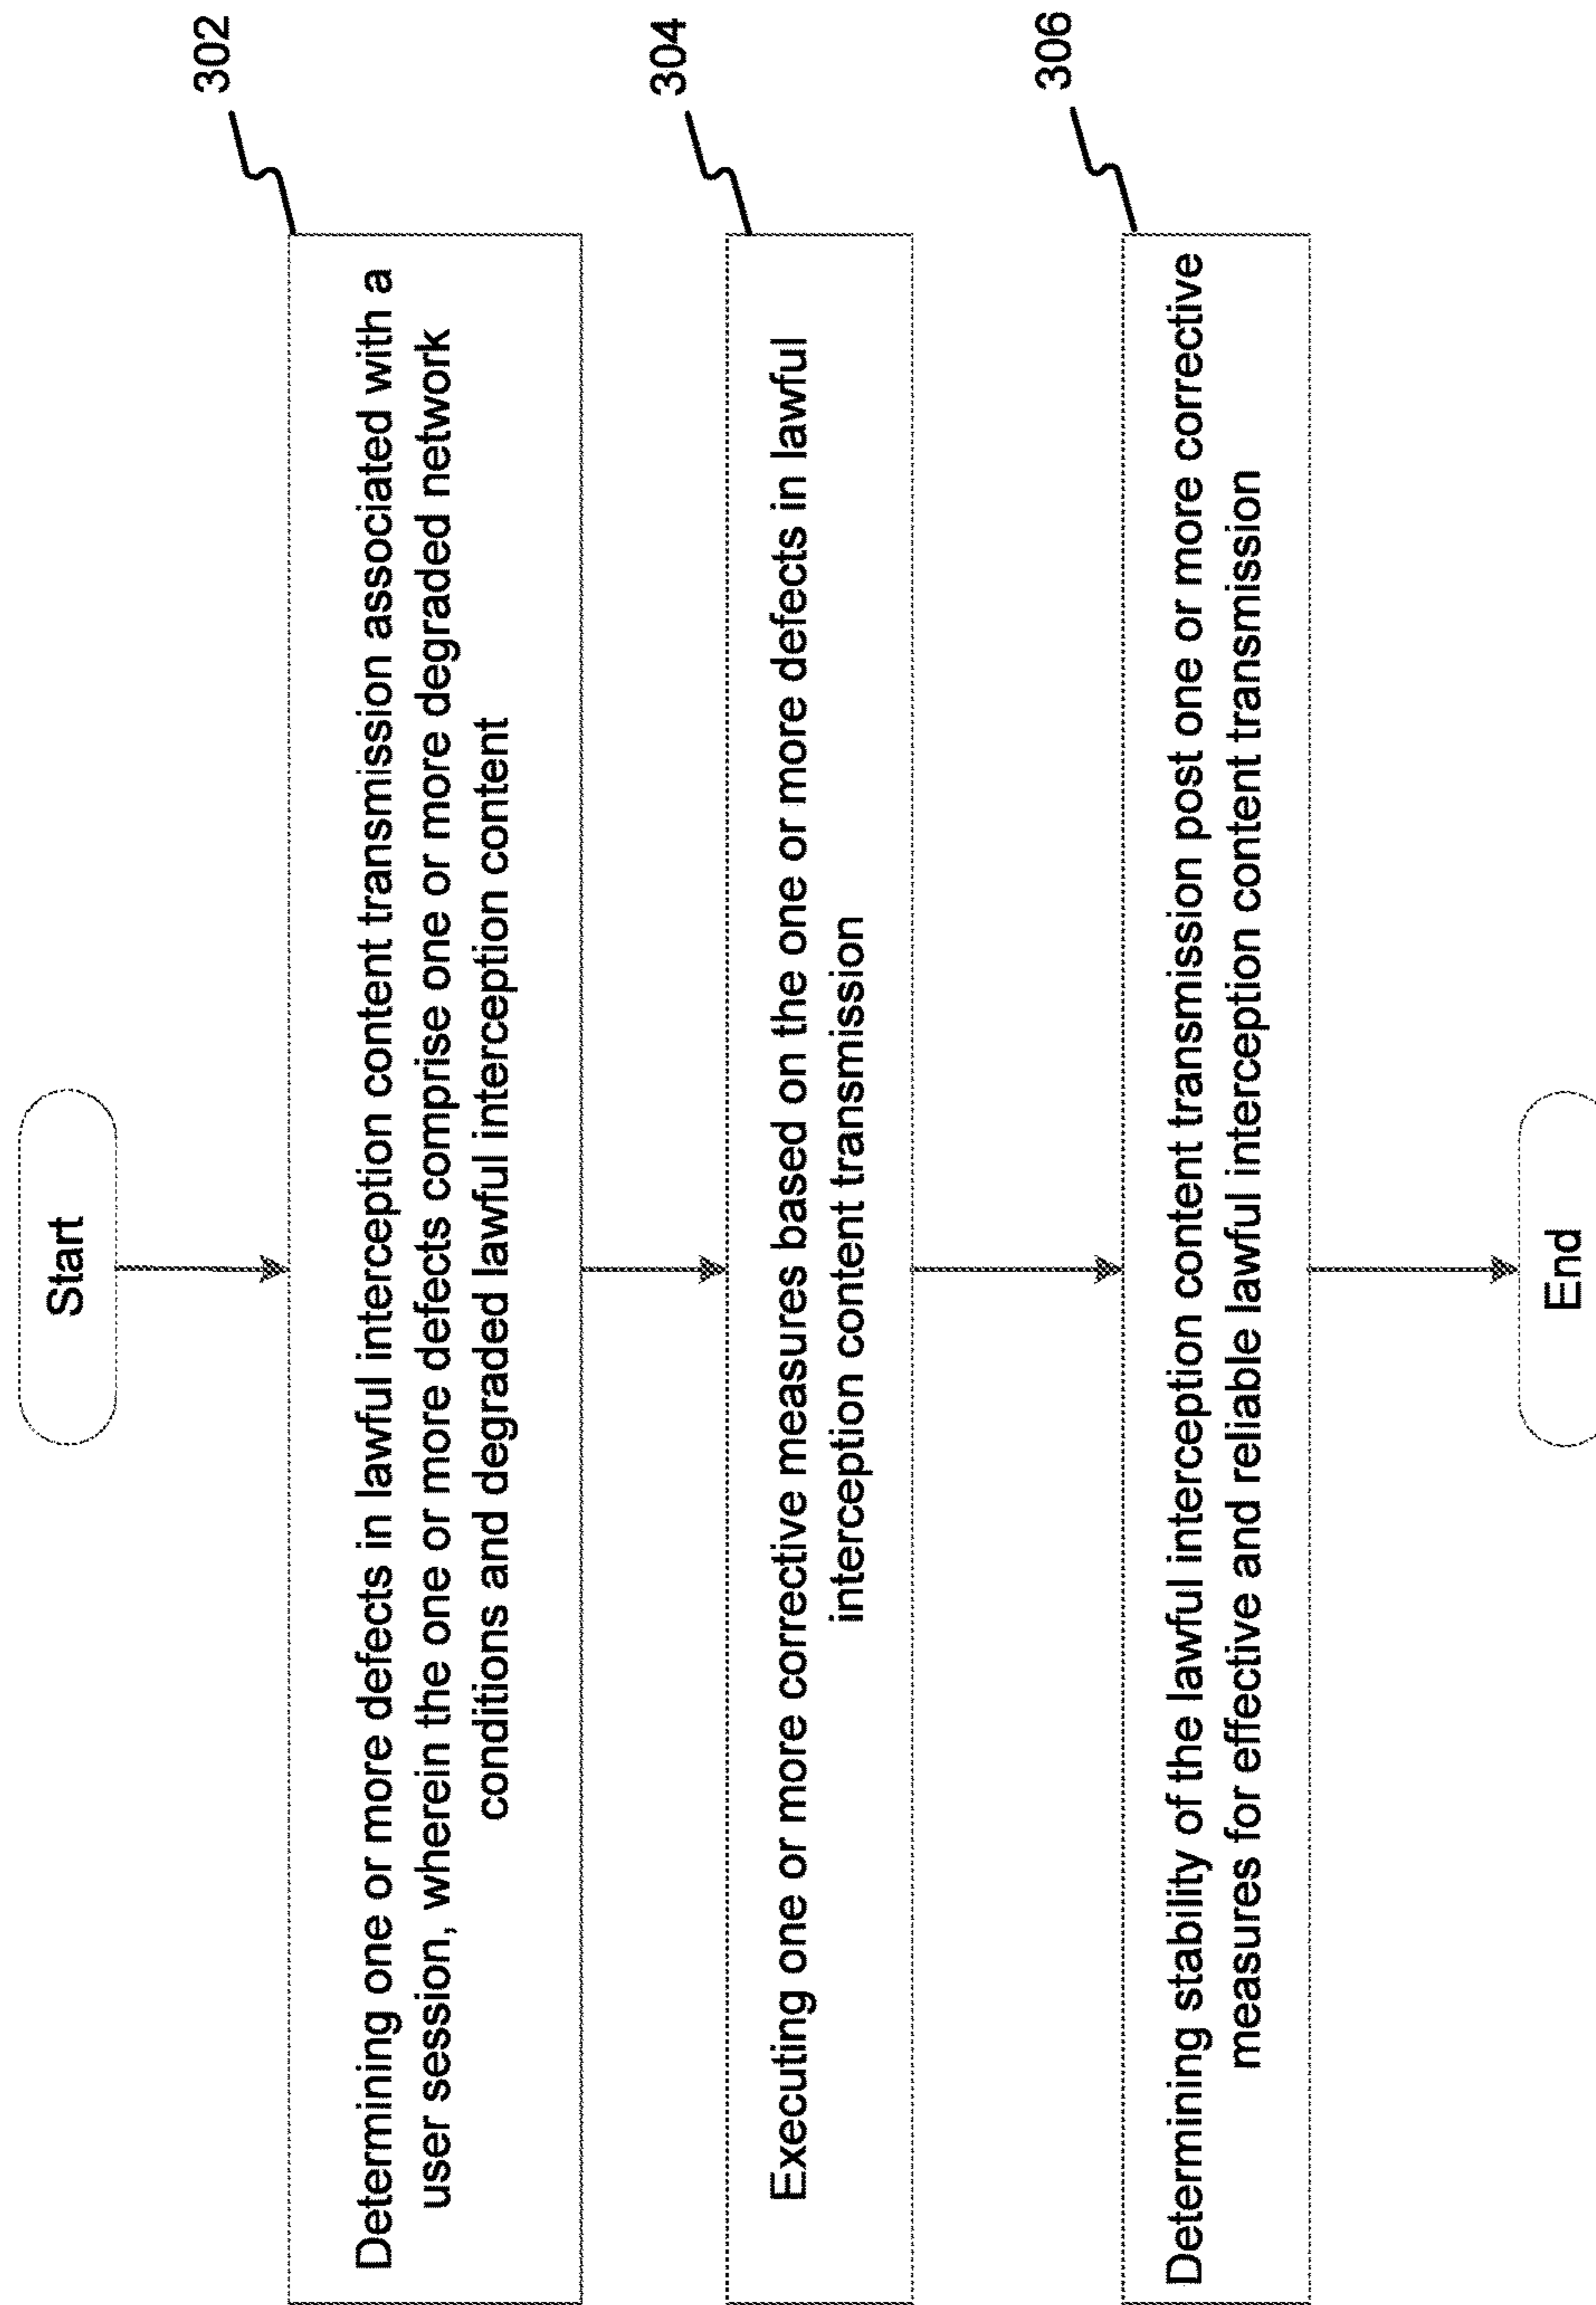 Start
302
Determining one or more defects in lawful interception content transmission associated with a
user session, wherein the one or more defects comprise one or more degraded network
conditions and degraded lawful interception content
304
Executing one or more corrective measures based on the one or more defects in lawful
interception content transmission
306
Determining stability of the lawful interception content transmission post one or more corrective
measures for effective and reliable lawful interception content transmission
End